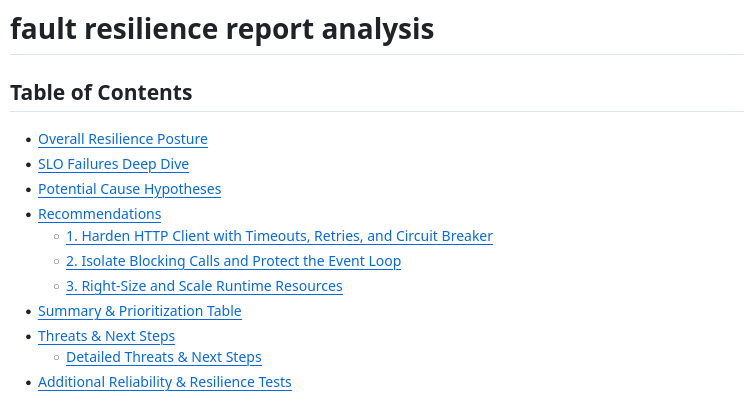 fault resilience report analysis
Table of Contents
Overall Resilience Posture
SLO Failures Deep Dive
Potential Cause Hypotheses
Recommendations
1. Harden HTTP Client with Timeouts, Retries, and Circuit Breaker
2. Isolate Blocking Calls and Protect the Event Loop
3. Right-Size and Scale Runtime Resources
Summary & Prioritization Table
Threats & Next Steps
Detailed Threats & Next Steps
Additional Reliability & Resilience Tests